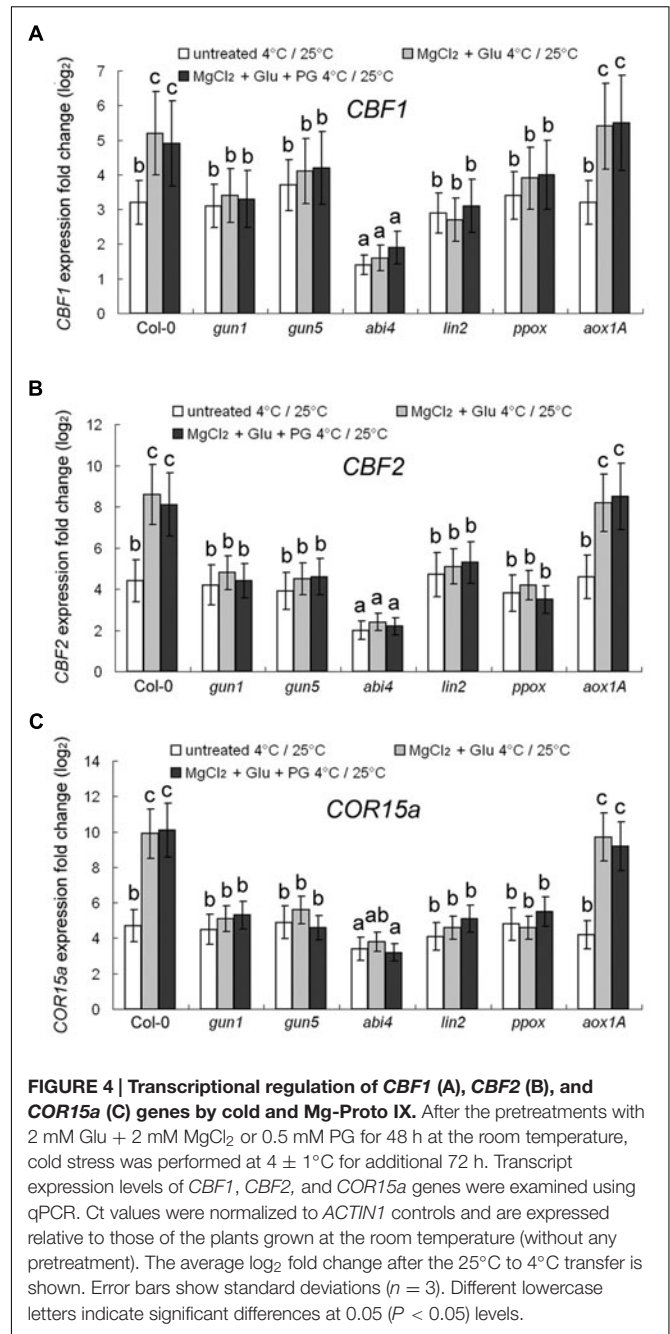 A
untreated 4°C / 25°C MgCl2 + Glu 4°C / 25°C
MgCl2 + Glu + PG 4°C / 25°C
CBF1
CBF1 expression fold change (log2)
7
6
5
4
3
2
1
0
b c c b b b b b b a a a b b b b b b b c c
Col-0 gun1 gun5 abi4 lin2 ppox aox1A
B
untreated 4°C / 25°C MgCl2 + Glu 4°C / 25°C
MgCl2 + Glu + PG 4°C / 25°C
CBF2
CBF2 expression fold change (log2)
12
10
8
6
4
2
0
b c c b b b b b b a a a b b b b b b b c c
Col-0 gun1 gun5 abi4 lin2 ppox aox1A
C
untreated 4°C / 25°C MgCl2 + Glu 4°C / 25°C
MgCl2 + Glu + PG 4°C / 25°C
COR15a
COR15a expression fold change (log2)
14
12
10
8
6
4
2
0
b c c b b b b b b a ab a b b b b b b b c c
Col-0 gun1 gun5 abi4 lin2 ppox aox1A
FIGURE 4 | Transcriptional regulation of CBF1 (A), CBF2 (B), and
COR15a (C) genes by cold and Mg-Proto IX. After the pretreatments with
2 mM Glu + 2 mM MgCl2 or 0.5 mM PG for 48 h at the room temperature,
cold stress was performed at 4 ± 1°C for additional 72 h. Transcript
expression levels of CBF1, CBF2, and COR15a genes were examined using
qPCR. Ct values were normalized to ACTIN1 controls and are expressed
relative to those of the plants grown at the room temperature (without any
pretreatment). The average log2 fold change after the 25°C to 4°C transfer is
shown. Error bars show standard deviations (n = 3). Different lowercase
letters indicate significant differences at 0.05 (P < 0.05) levels.